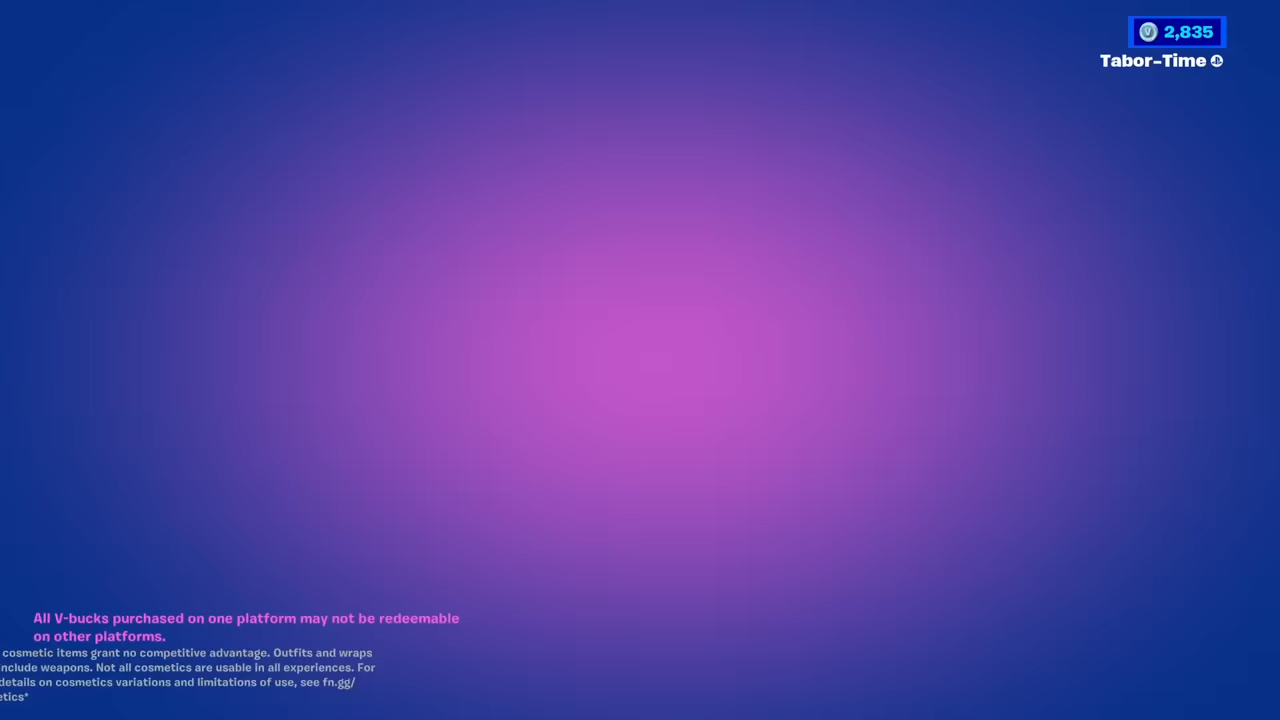 2,835
Tabor-Time
All V-bucks purchased on one platform may not be redeemable
on other platforms.
cosmetic items grant no competitive advantage. Outfits and wraps
nclude weapons. Not all cosmetics are usable in all experiences. For
details on cosmetics variations and limitations of use, see fn.gg/
etics*